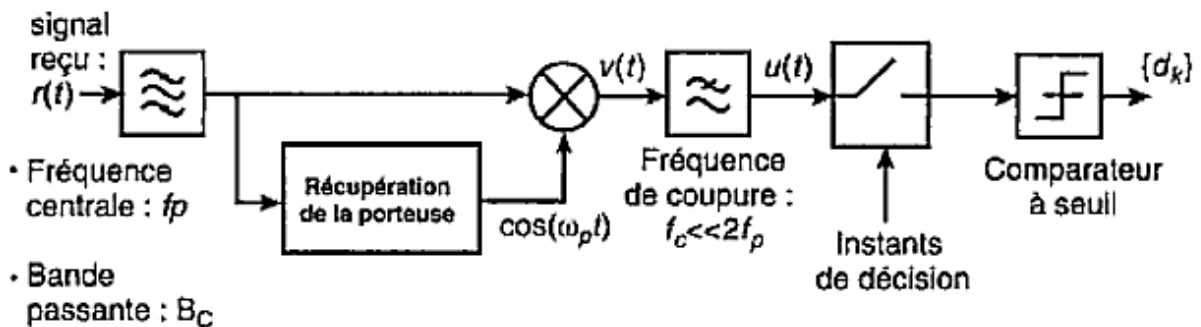 signal
reçu :
r(t)
• Fréquence
centrale : fp
• Bande
passante : BC
Récupération
de la porteuse
cos(ωpt)
v(t)
Fréquence
de coupure :
fc<<2fp
u(t)
Instants
de décision
Comparateur
à seuil
{dk}